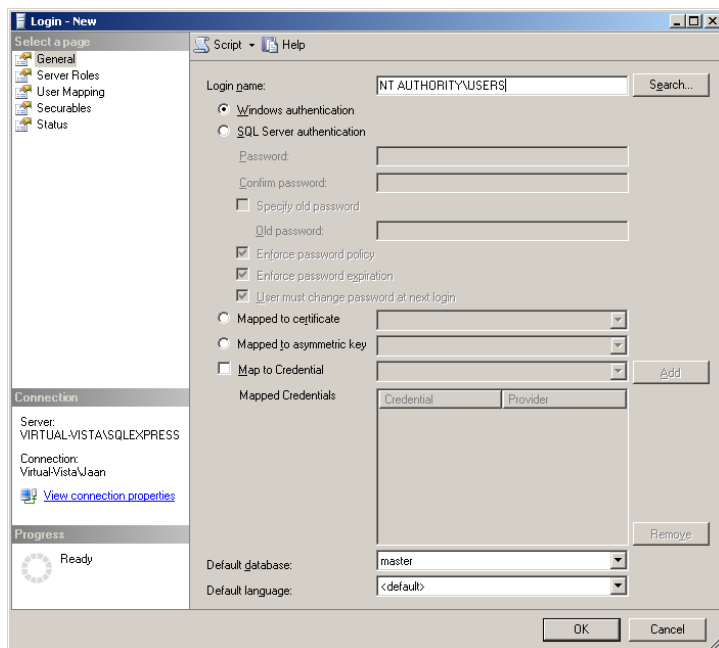 Login - New
Select a page
General
Server Roles
User Mapping
Securables
Status
Script
Help
Login name:
NT AUTHORITY\USERS
Search...
Windows authentication
SQL Server authentication
Password:
Confirm password:
Specify old password
Old password:
Enforce password policy
Enforce password expiration
User must change password at next login
Mapped to certificate
Mapped to asymmetric key
Map to Credential
Add
Mapped Credentials
Credential Provider
Remove
Default database:
master
Default language:
<default>
Connection
Server:
VIRTUAL-VISTA\SQLEXPRESS
Connection:
Virtual-Vista\Jaan
View connection properties
Progress
Ready
OK
Cancel